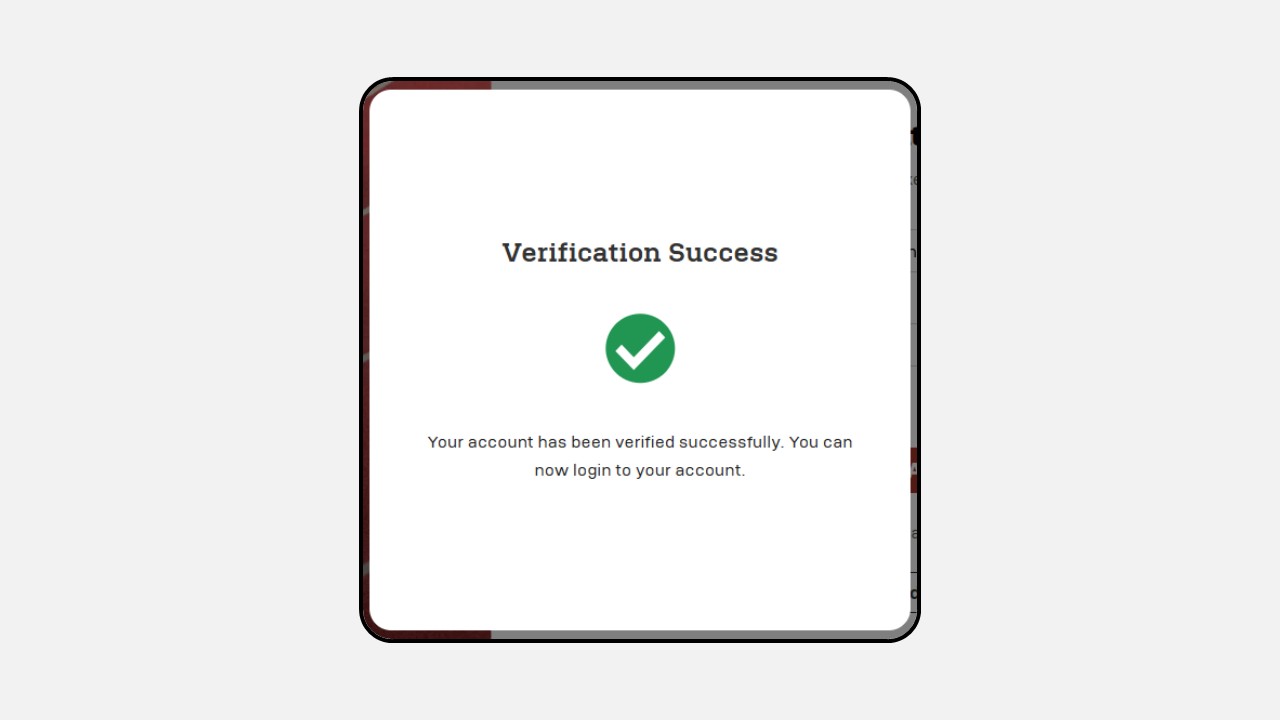 Verification Success
Your account has been verified successfully. You can
now login to your account.